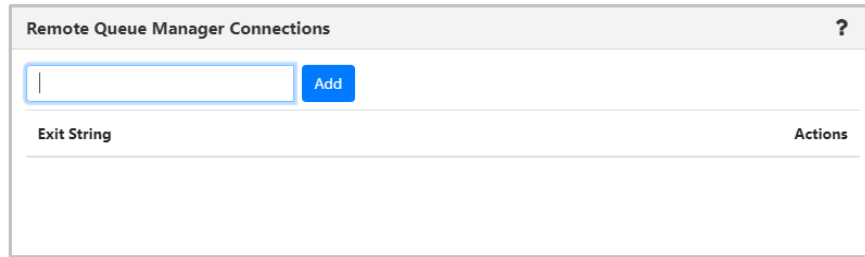 Remote Queue Manager Connections ?
Add
Exit String Actions